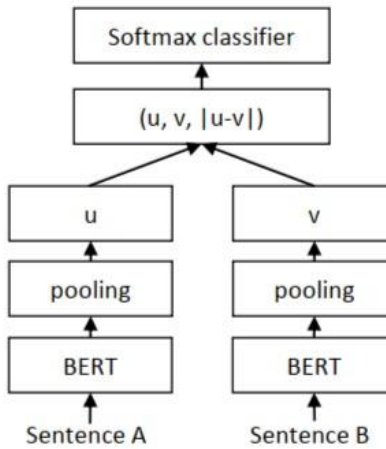 Softmax classifier
(u, v, |u-v|)
u
v
pooling
pooling
BERT
BERT
Sentence A
Sentence B